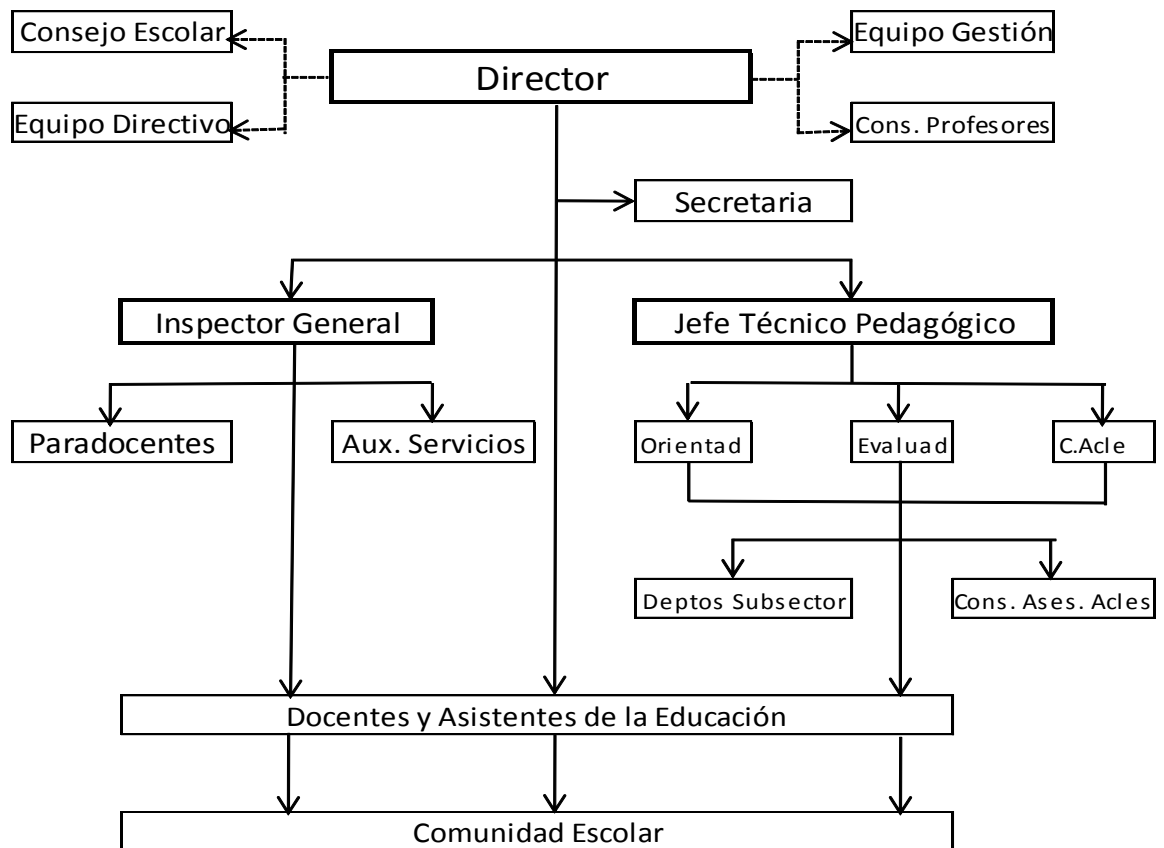 Consejo Escolar
Equipo Gestión
Director
Equipo Directivo
Cons. Profesores
Secretaria
Inspector General
Jefe Técnico Pedagógico
Paradocentes
Aux. Servicios
Orientad
Evaluad
C.Acle
Deptos Subsector
Cons. Ases. Acles
Docentes y Asistentes de la Educación
Comunidad Escolar